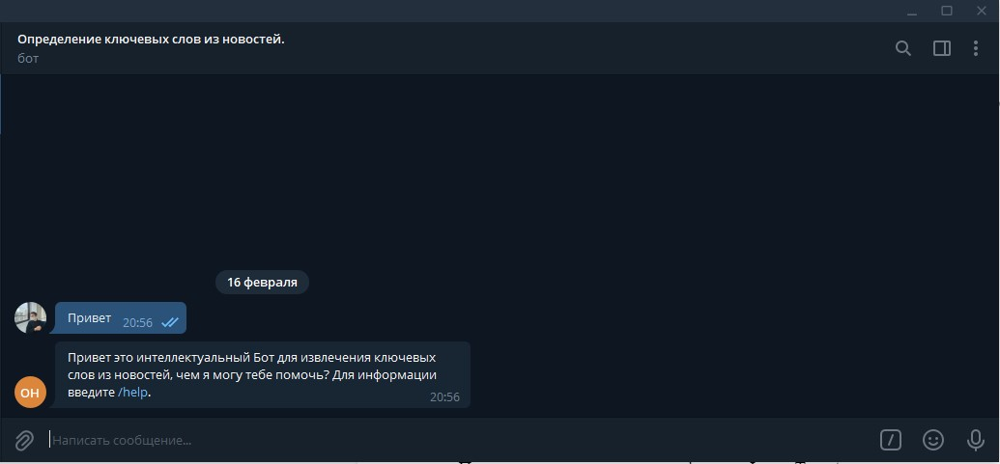 Определение ключевых слов из новостей.
бот
16 февраля
Привет 20:56
Привет это интеллектуальный Бот для извлечения ключевых
слов из новостей, чем я могу тебе помочь? Для информации
введите /help.
20:56
ОН
Написать сообщение...